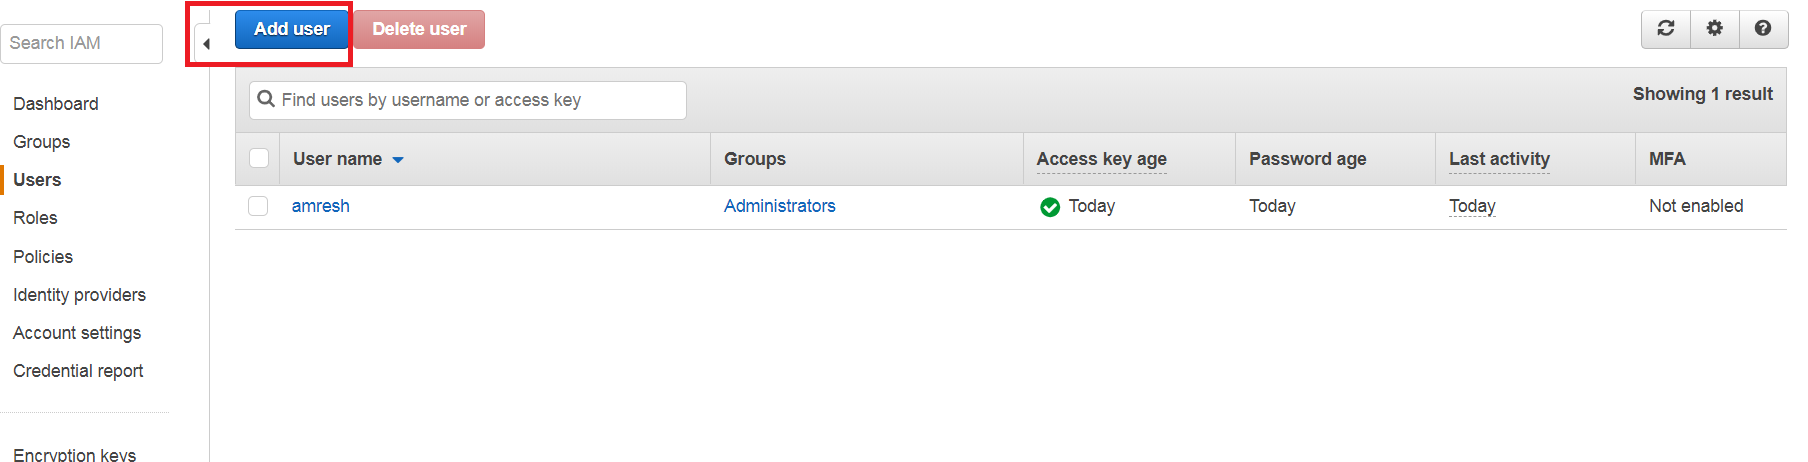 Add user Delete user
Search IAM
Find users by username or access key Showing 1 result
Dashboard
Groups
Users
Roles
Policies
Identity providers
Account settings
Credential report
Encryption keys
User name Groups Access key age Password age Last activity MFA
amresh Administrators Today Today Today Not enabled